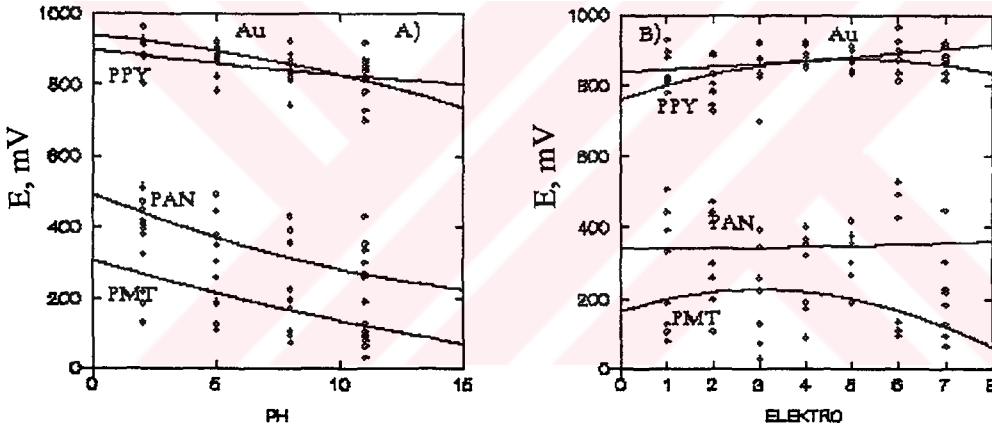 Au A)
1000
800
600
400
200
0
E, mV
PPY
PAN
PMT
0 5 10 15
PH
B) Au
1000
800
600
400
200
0
E, mV
PPY
PAN
PMT
0 1 2 3 4 5 6 7 8
ELEKTRO